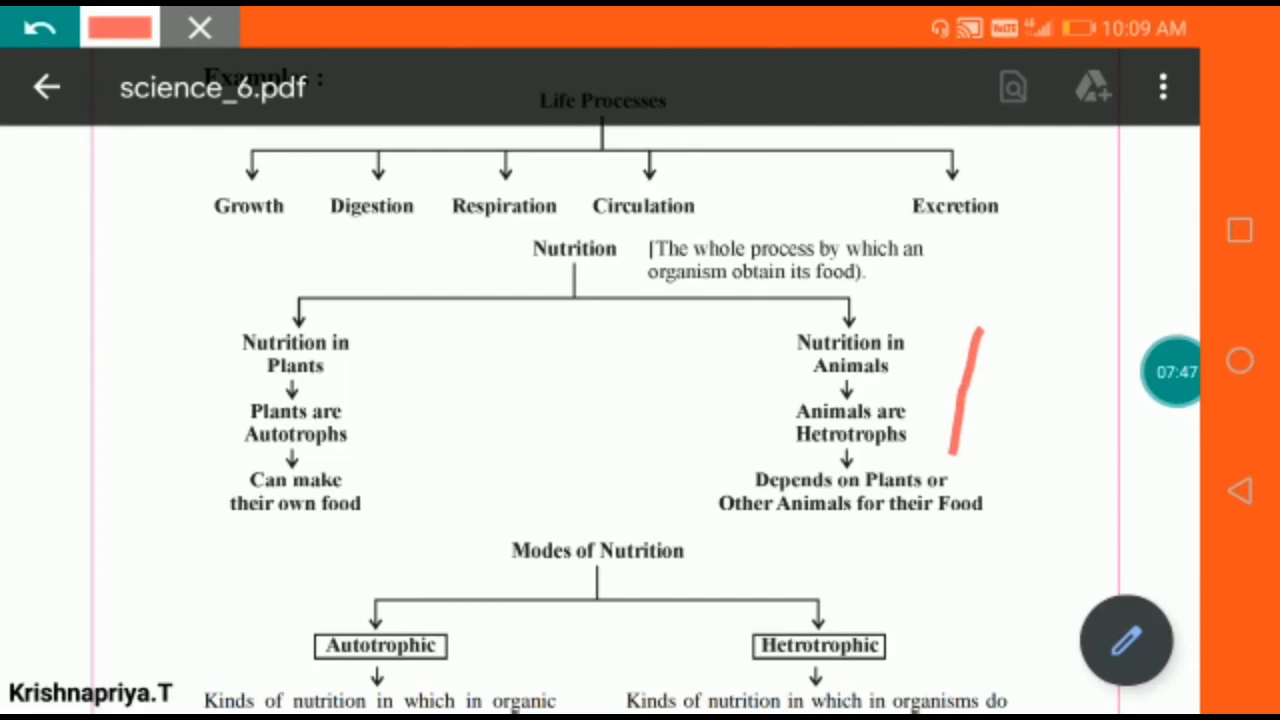 10:09 AM
Examples :
science_6.pdf
Life Processes
Growth Digestion Respiration Circulation Excretion
Nutrition [The whole process by which an
organism obtain its food).
Nutrition in
Plants
Plants are
Autotrophs
Can make
their own food
Nutrition in
Animals
Animals are
Hetrotrophs
Depends on Plants or
Other Animals for their Food
07:47
Modes of Nutrition
Autotrophic
Hetrotrophic
Kinds of nutrition in which in organic
Kinds of nutrition in which in organisms do
Krishnapriya.T